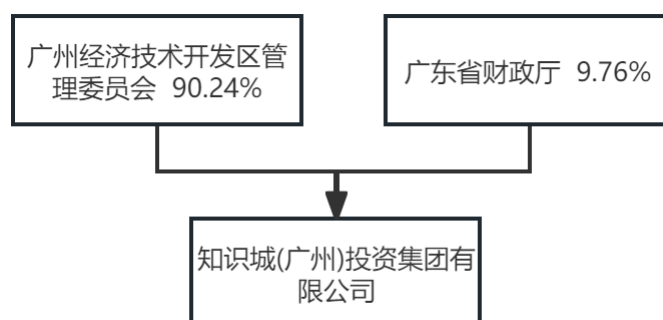 广州经济技术开发区管
理委员会 90.24%
广东省财政厅 9.76%
知识城(广州)投资集团有
限公司